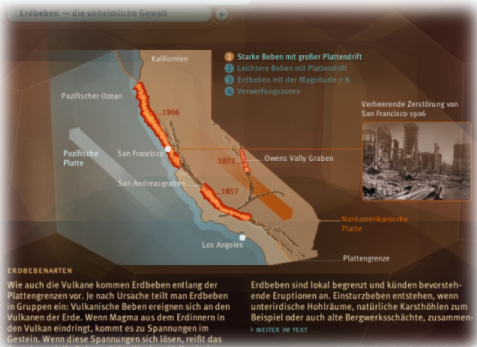 Erdbeben — die unheimliche Gewalt
Kalifornien
1 Starke Beben mit großer Plattendrift
2 Leichtere Beben mit Plattendrift
3 Erdbeben mit der Magnitude 7-8
4 Verwerfungszonen
Pazifischer Ozean
Verheerende Zerstörung von
San Francisco 1906
1906
Pazifische
Platte
San Francisco
1872
Owens Vally Graben
San Andreasgraben
1857
Nordamerikanische
Platte
Los Angeles
Plattengrenze
ERDBEBENARTEN
Wie auch die Vulkane kommen Erdbeben entlang der
Plattengrenzen vor. Je nach Ursache teilt man Erdbeben
in Gruppen ein: Vulkanische Beben ereignen sich an den
Vulkanen der Erde. Wenn Magma aus dem Erdinnern in
den Vulkan eindringt, kommt es zu Spannungen im
Gestein. Wenn diese Spannungen sich lösen, reißt das
Erdbeben sind lokal begrenzt und künden bevorsteh-
ende Eruptionen an. Einsturzbeben entstehen, wenn
unterirdische Hohlräume, natürliche Karsthöhlen zum
Beispiel oder auch alte Bergwerksschächte, zusammen-
› WEITER IM TEXT